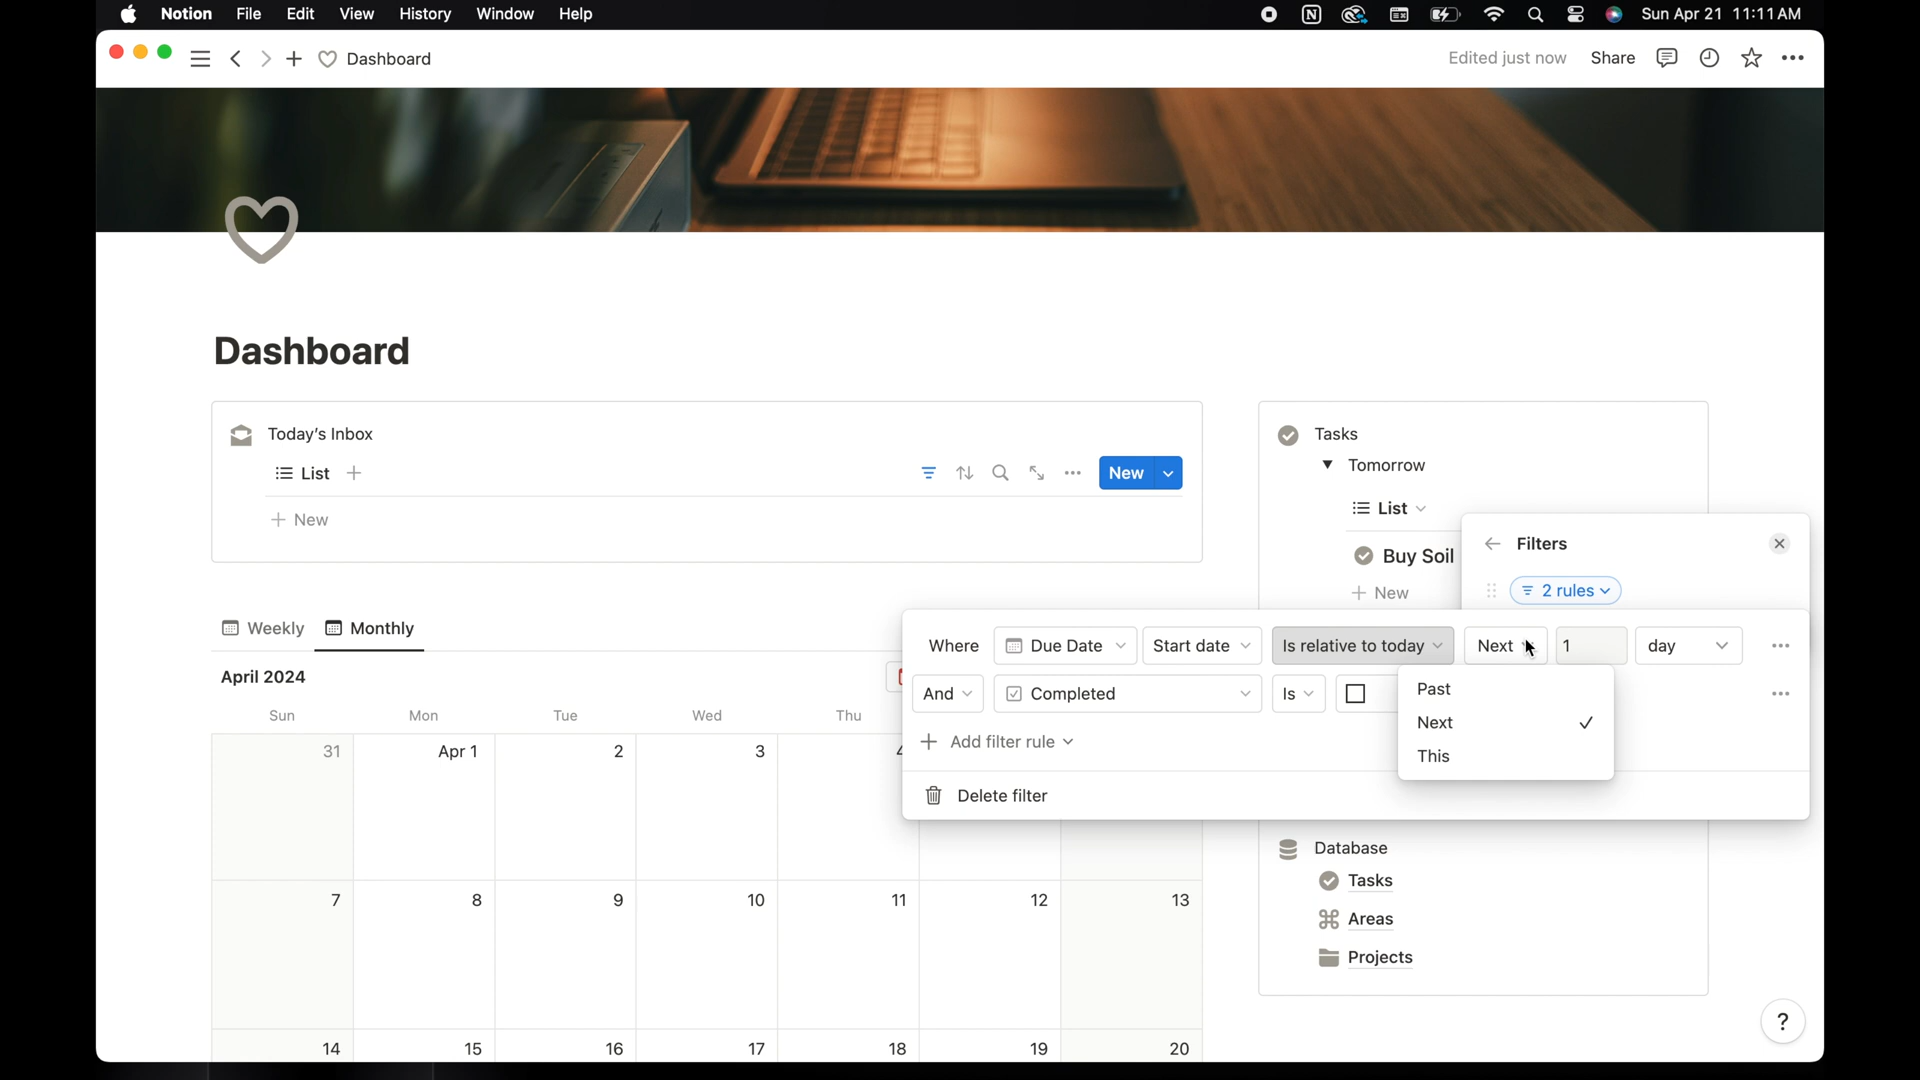 Notion File Edit View History Window Help Sun Apr 21 11:11 AM
Dashboard Edited just now Share
Dashboard
Today's Inbox
List
New
New
Tasks
Tomorrow
List
Buy Soil
New
Filters
2 rules
Where Due Date Start date Is relative to today Next 1 day
And Completed Is
Past
Next
This
Add filter rule
Delete filter
Weekly Monthly
April 2024
Sun Mon Tue Wed Thu
31 Apr 1 2 3
7 8 9 10 11 12 13
14 15 16 17 18 19 20
Database
Tasks
Areas
Projects
?